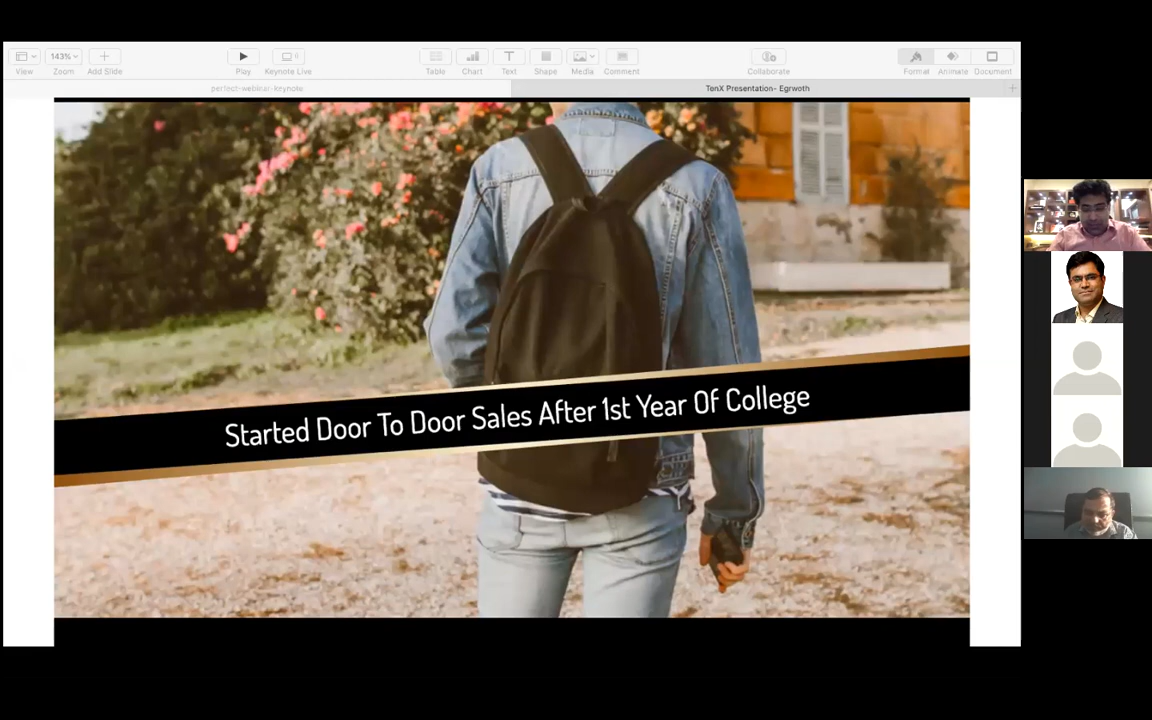 143%
View
Zoom
Add Slide
Play
Keynote Live
Table
Chart
Text
Shape
Media
Comment
Collaborate
Format
Animate
Document
perfect-webinar-keynote
TenX Presentation- Egrwoth
Started Door To Door Sales After 1st Year Of College